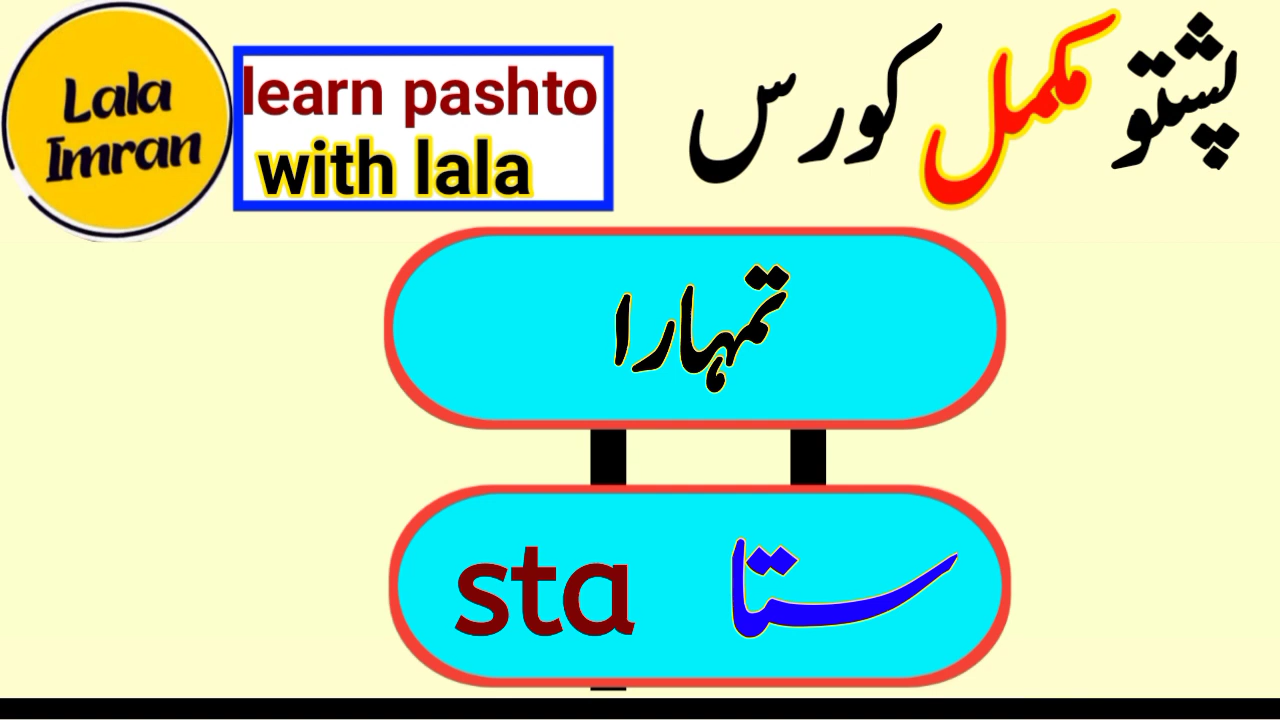 Lala
Imran
learn pashto
with lala
پشتو مکمل کورس
تمہارا
ستا sta